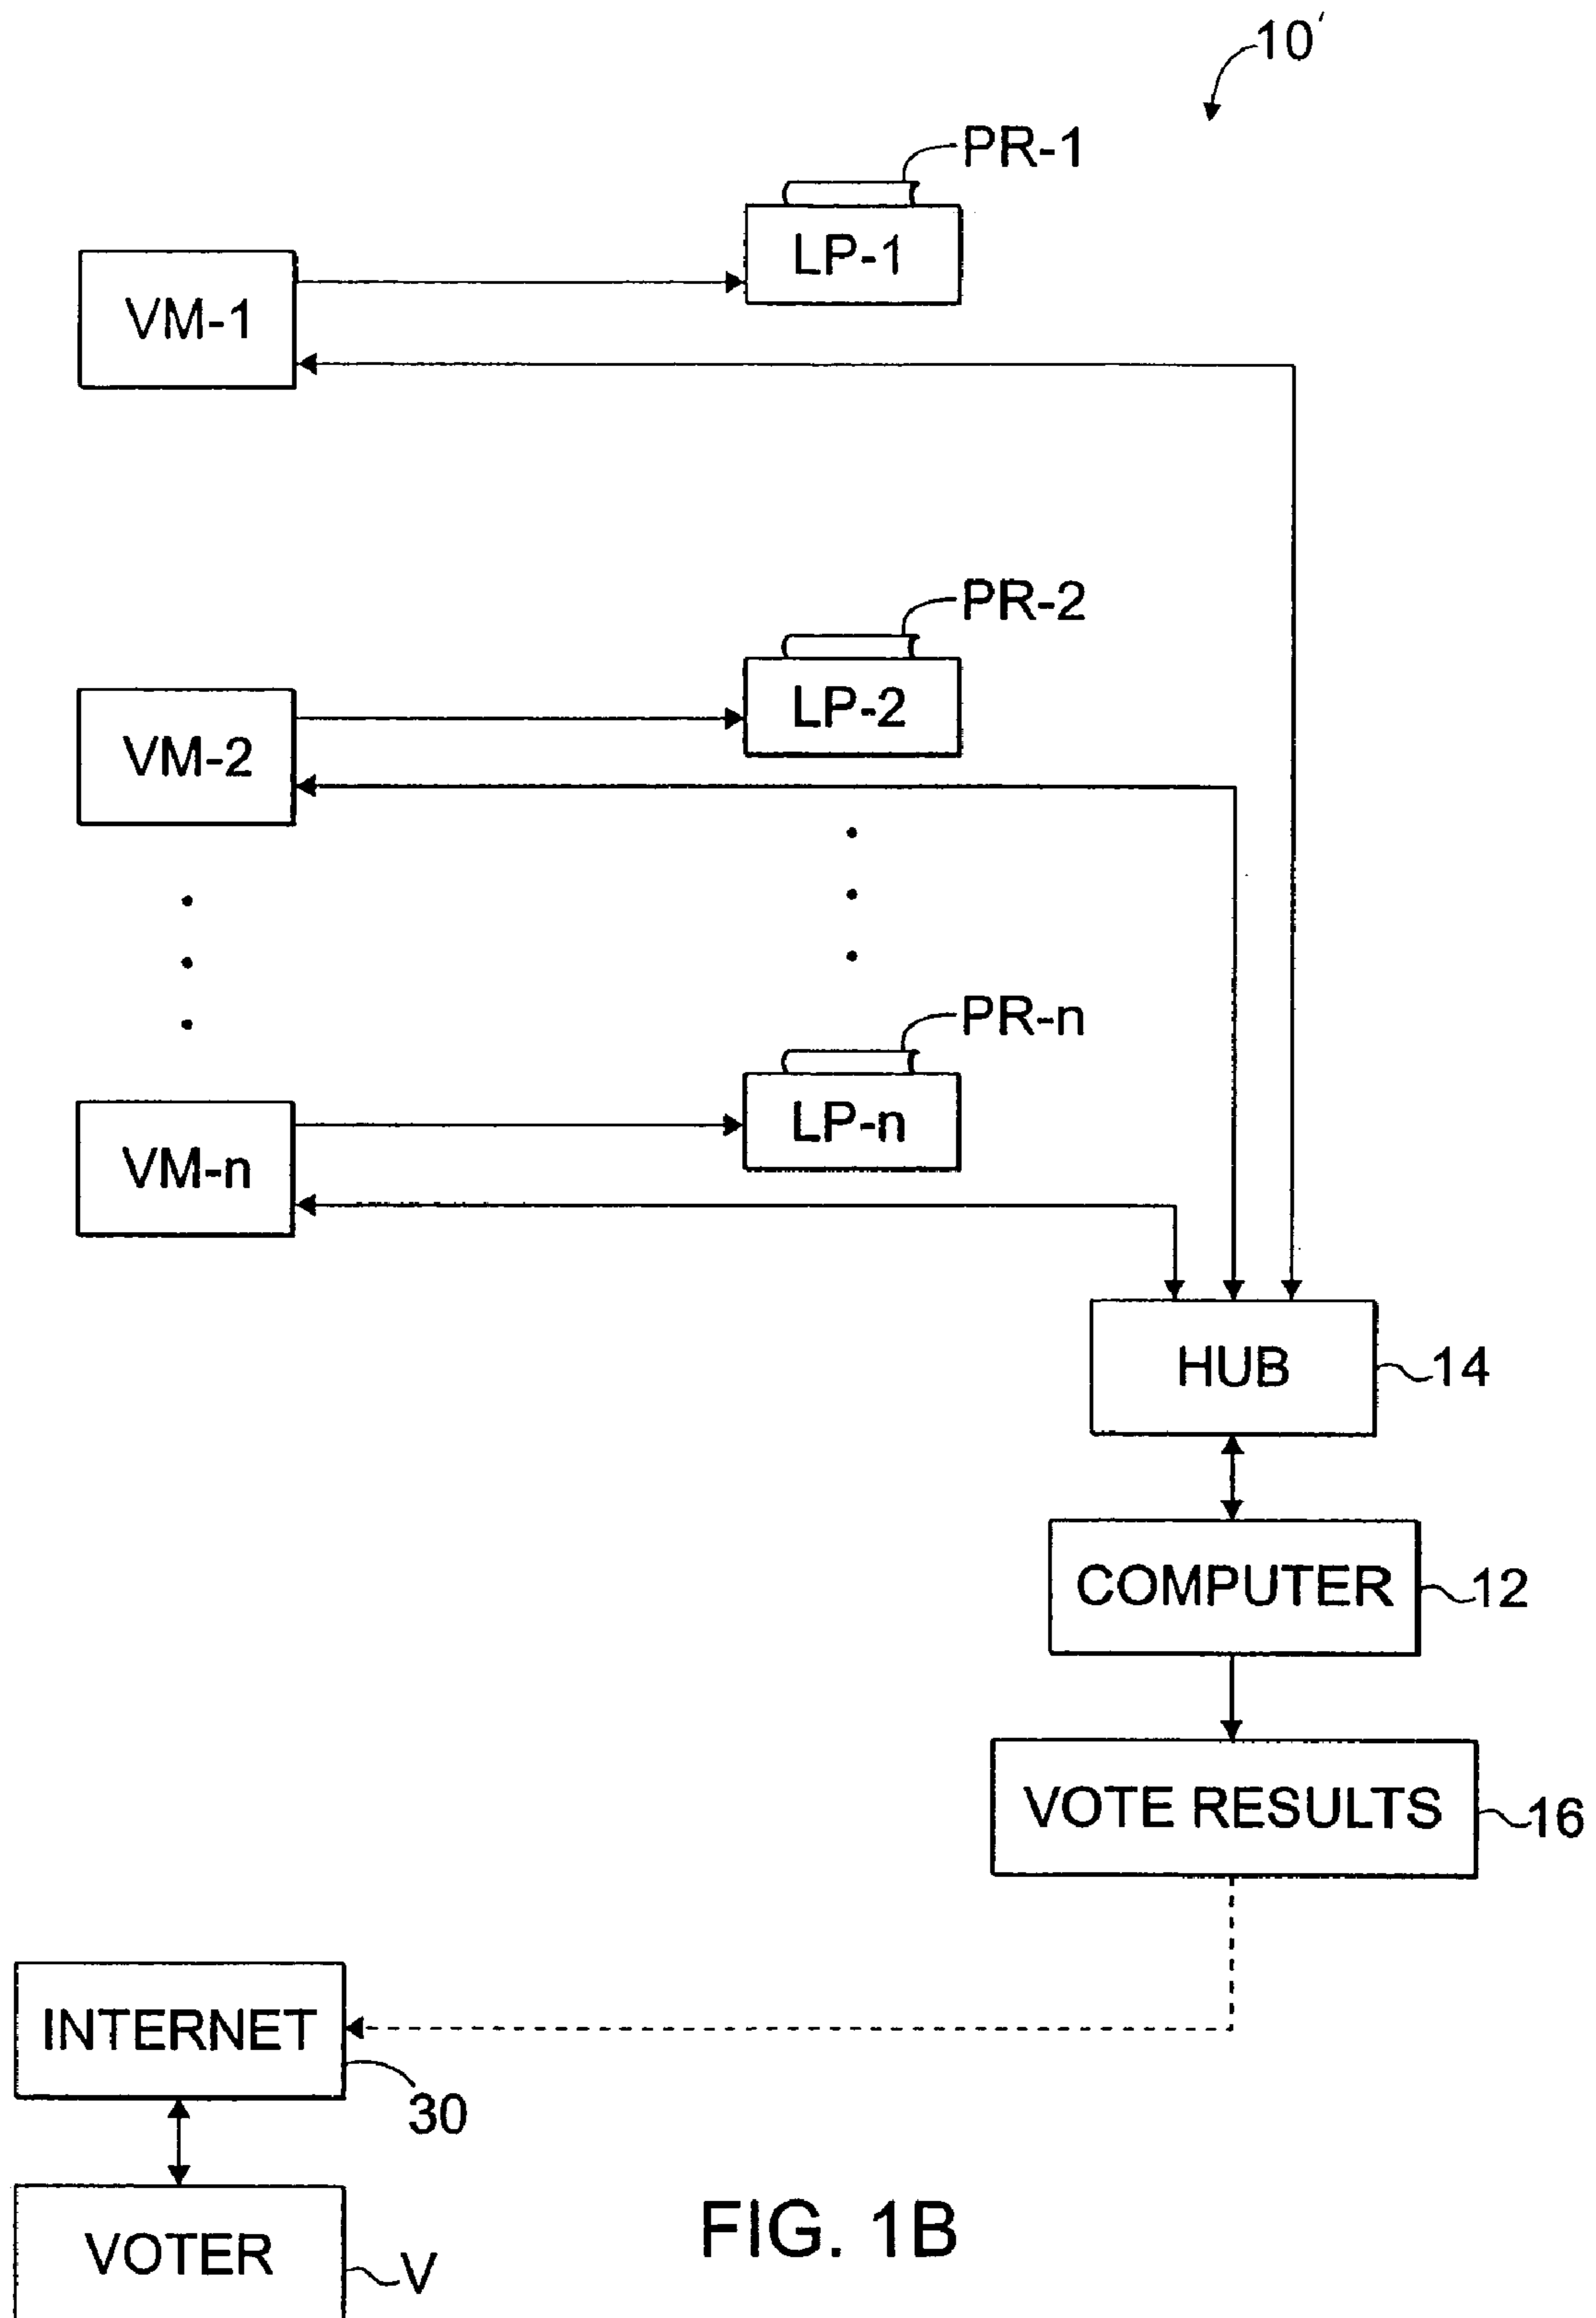 10'
PR-1
LP-1
VM-1
PR-2
LP-2
VM-2
PR-n
LP-n
VM-n
HUB
14
COMPUTER
12
VOTE RESULTS
16
INTERNET
30
VOTER
V
FIG. 1B